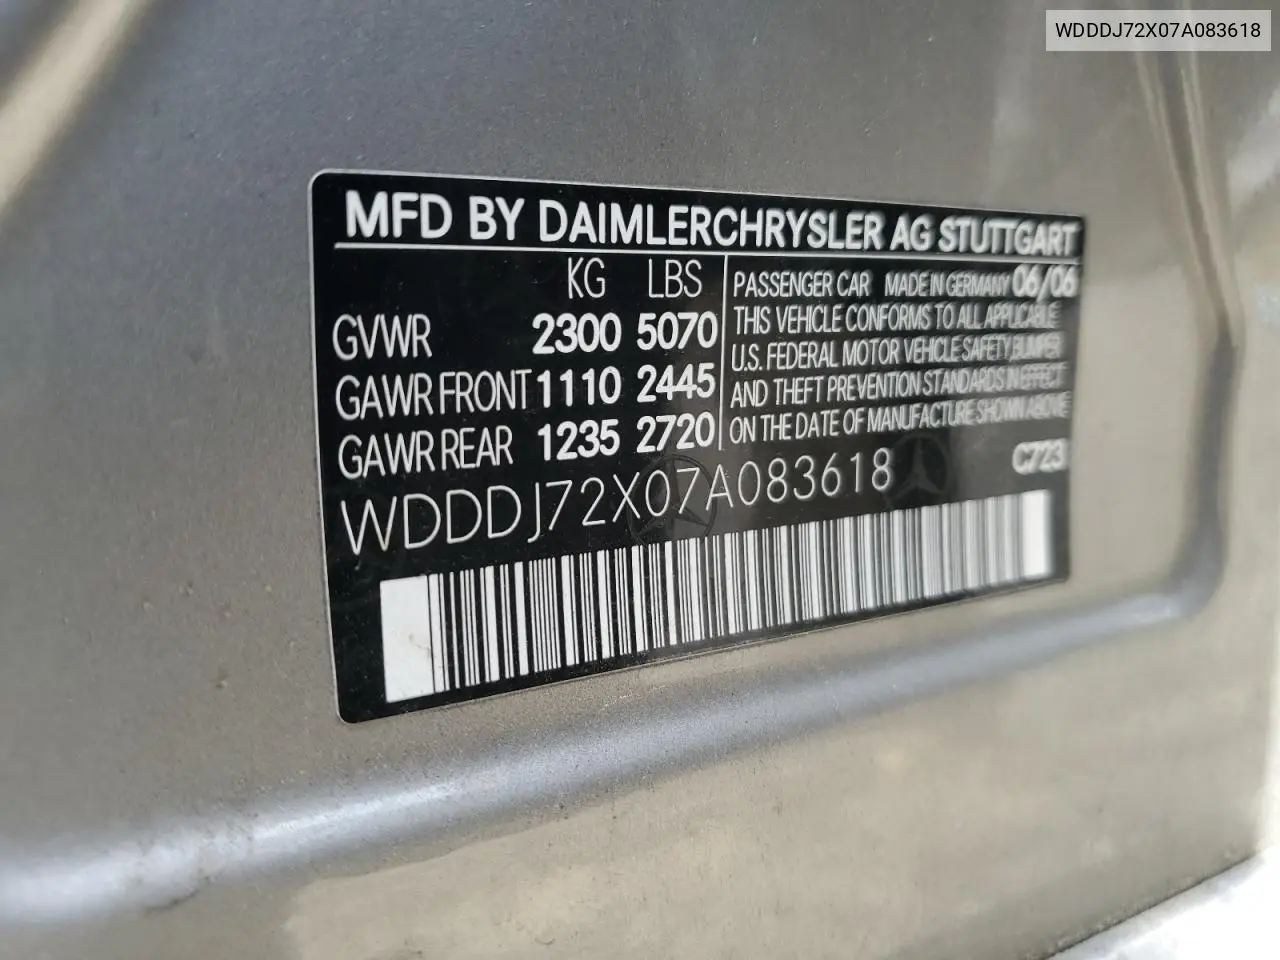 WDDDJ72X07A083618
MFD BY DAIMLERCHRYSLER AG STUTTGART
KG LBS
GVWR 2300 5070
GAWR FRONT 1110 2445
GAWR REAR 1235 2720
PASSENGER CAR MADE IN GERMANY 06/06
THIS VEHICLE CONFORMS TO ALL APPLICABLE
U.S. FEDERAL MOTOR VEHICLE SAFETY, BUMPER
AND THEFT PREVENTION STANDARDS IN EFFECT
ON THE DATE OF MANUFACTURE SHOWN ABOVE
C723
WDDDJ72X07A083618